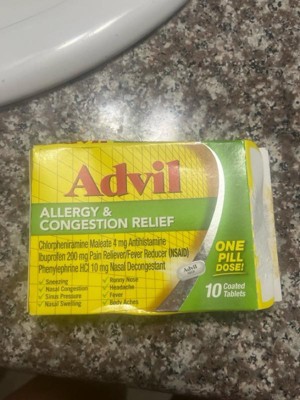 Advil
ALLERGY &
CONGESTION RELIEF
Chlorpheniramine Maleate 4 mg Antihistamine
Ibuprofen 200 mg Pain Reliever/Fever Reducer (NSAID)
Phenylephrine HCl 10 mg Nasal Decongestant
Sneezing
Nasal Congestion
Sinus Pressure
Nasal Swelling
Runny Nose
Headache
Fever
Body Aches
Advil
ONE
PILL
DOSE!
10 Coated
Tablets